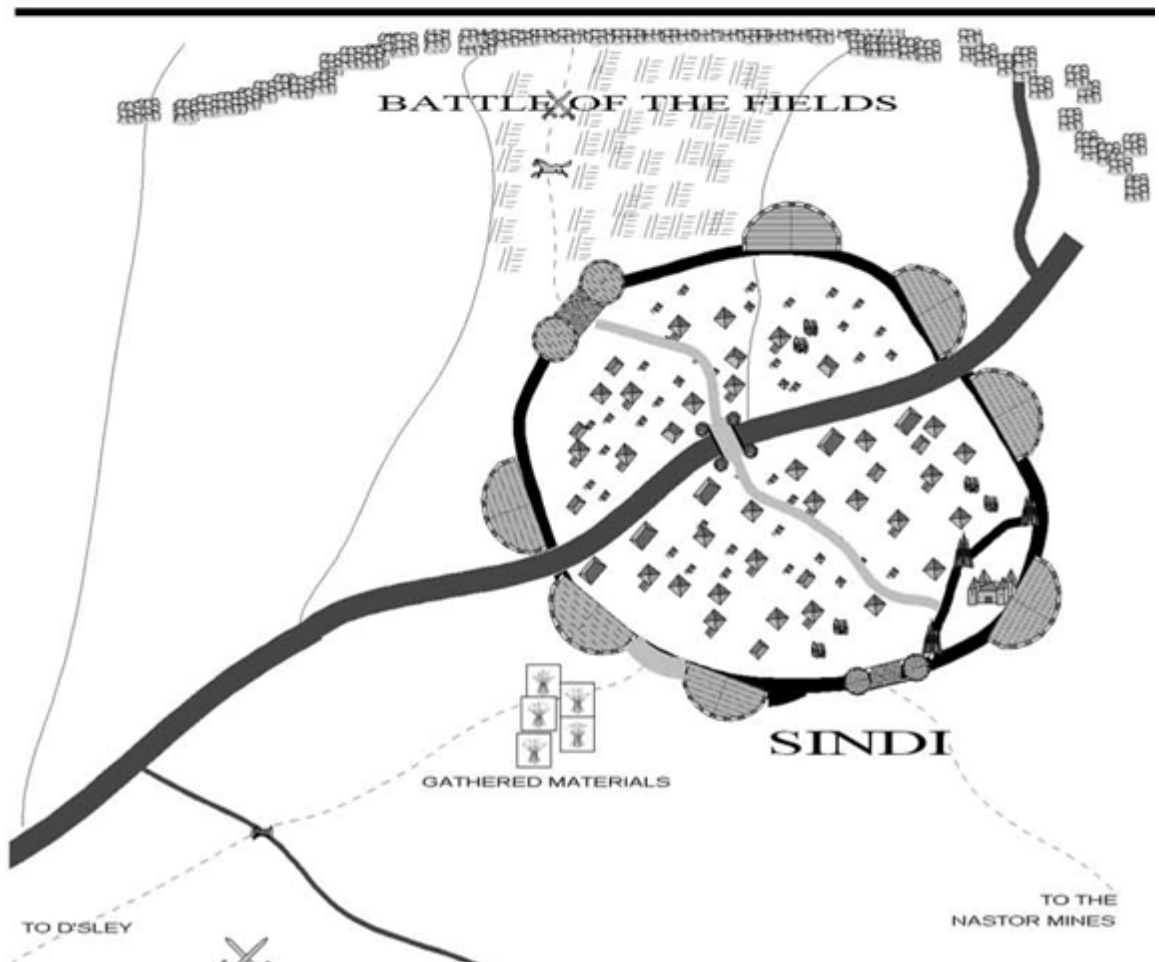 BATTLE OF THE FIELDS
SINDI
GATHERED MATERIALS
TO THE
NASTOR MINES
TO D'SLEY